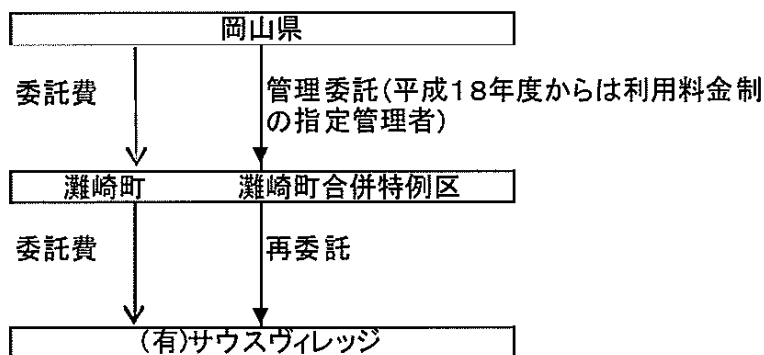 岡山県
委託費
管理委託(平成18年度からは利用料金制
の指定管理者)
灘崎町 灘崎町合併特例区
委託費
再委託
(有)サウスヴィレッジ